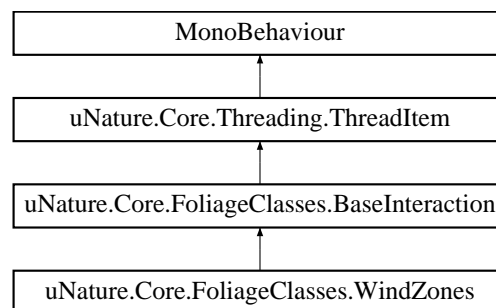 MonoBehaviour
uNature.Core.Threading.ThreadItem
uNature.Core.FoliageClasses.BaseInteraction
uNature.Core.FoliageClasses.WindZones